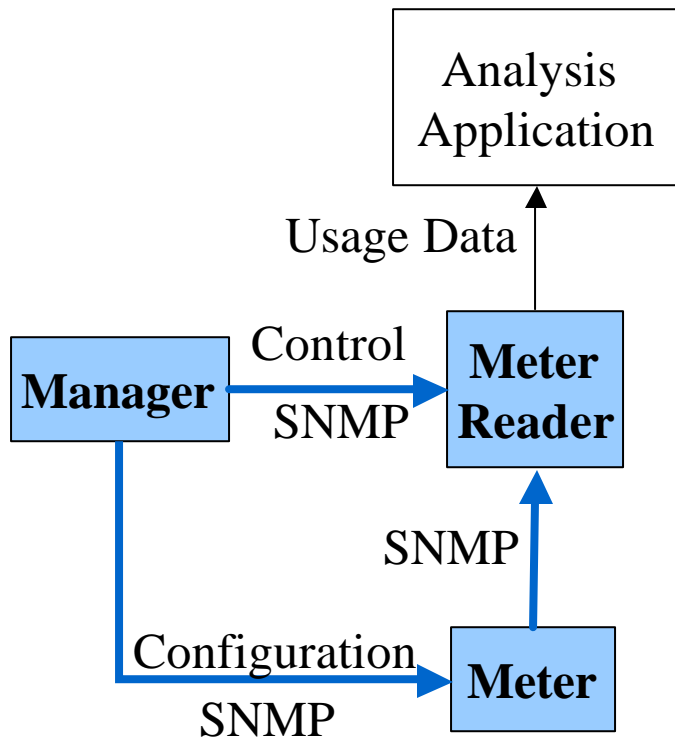 Analysis
Application
Usage Data
Control
Manager
SNMP
Meter
Reader
SNMP
Configuration
SNMP
Meter